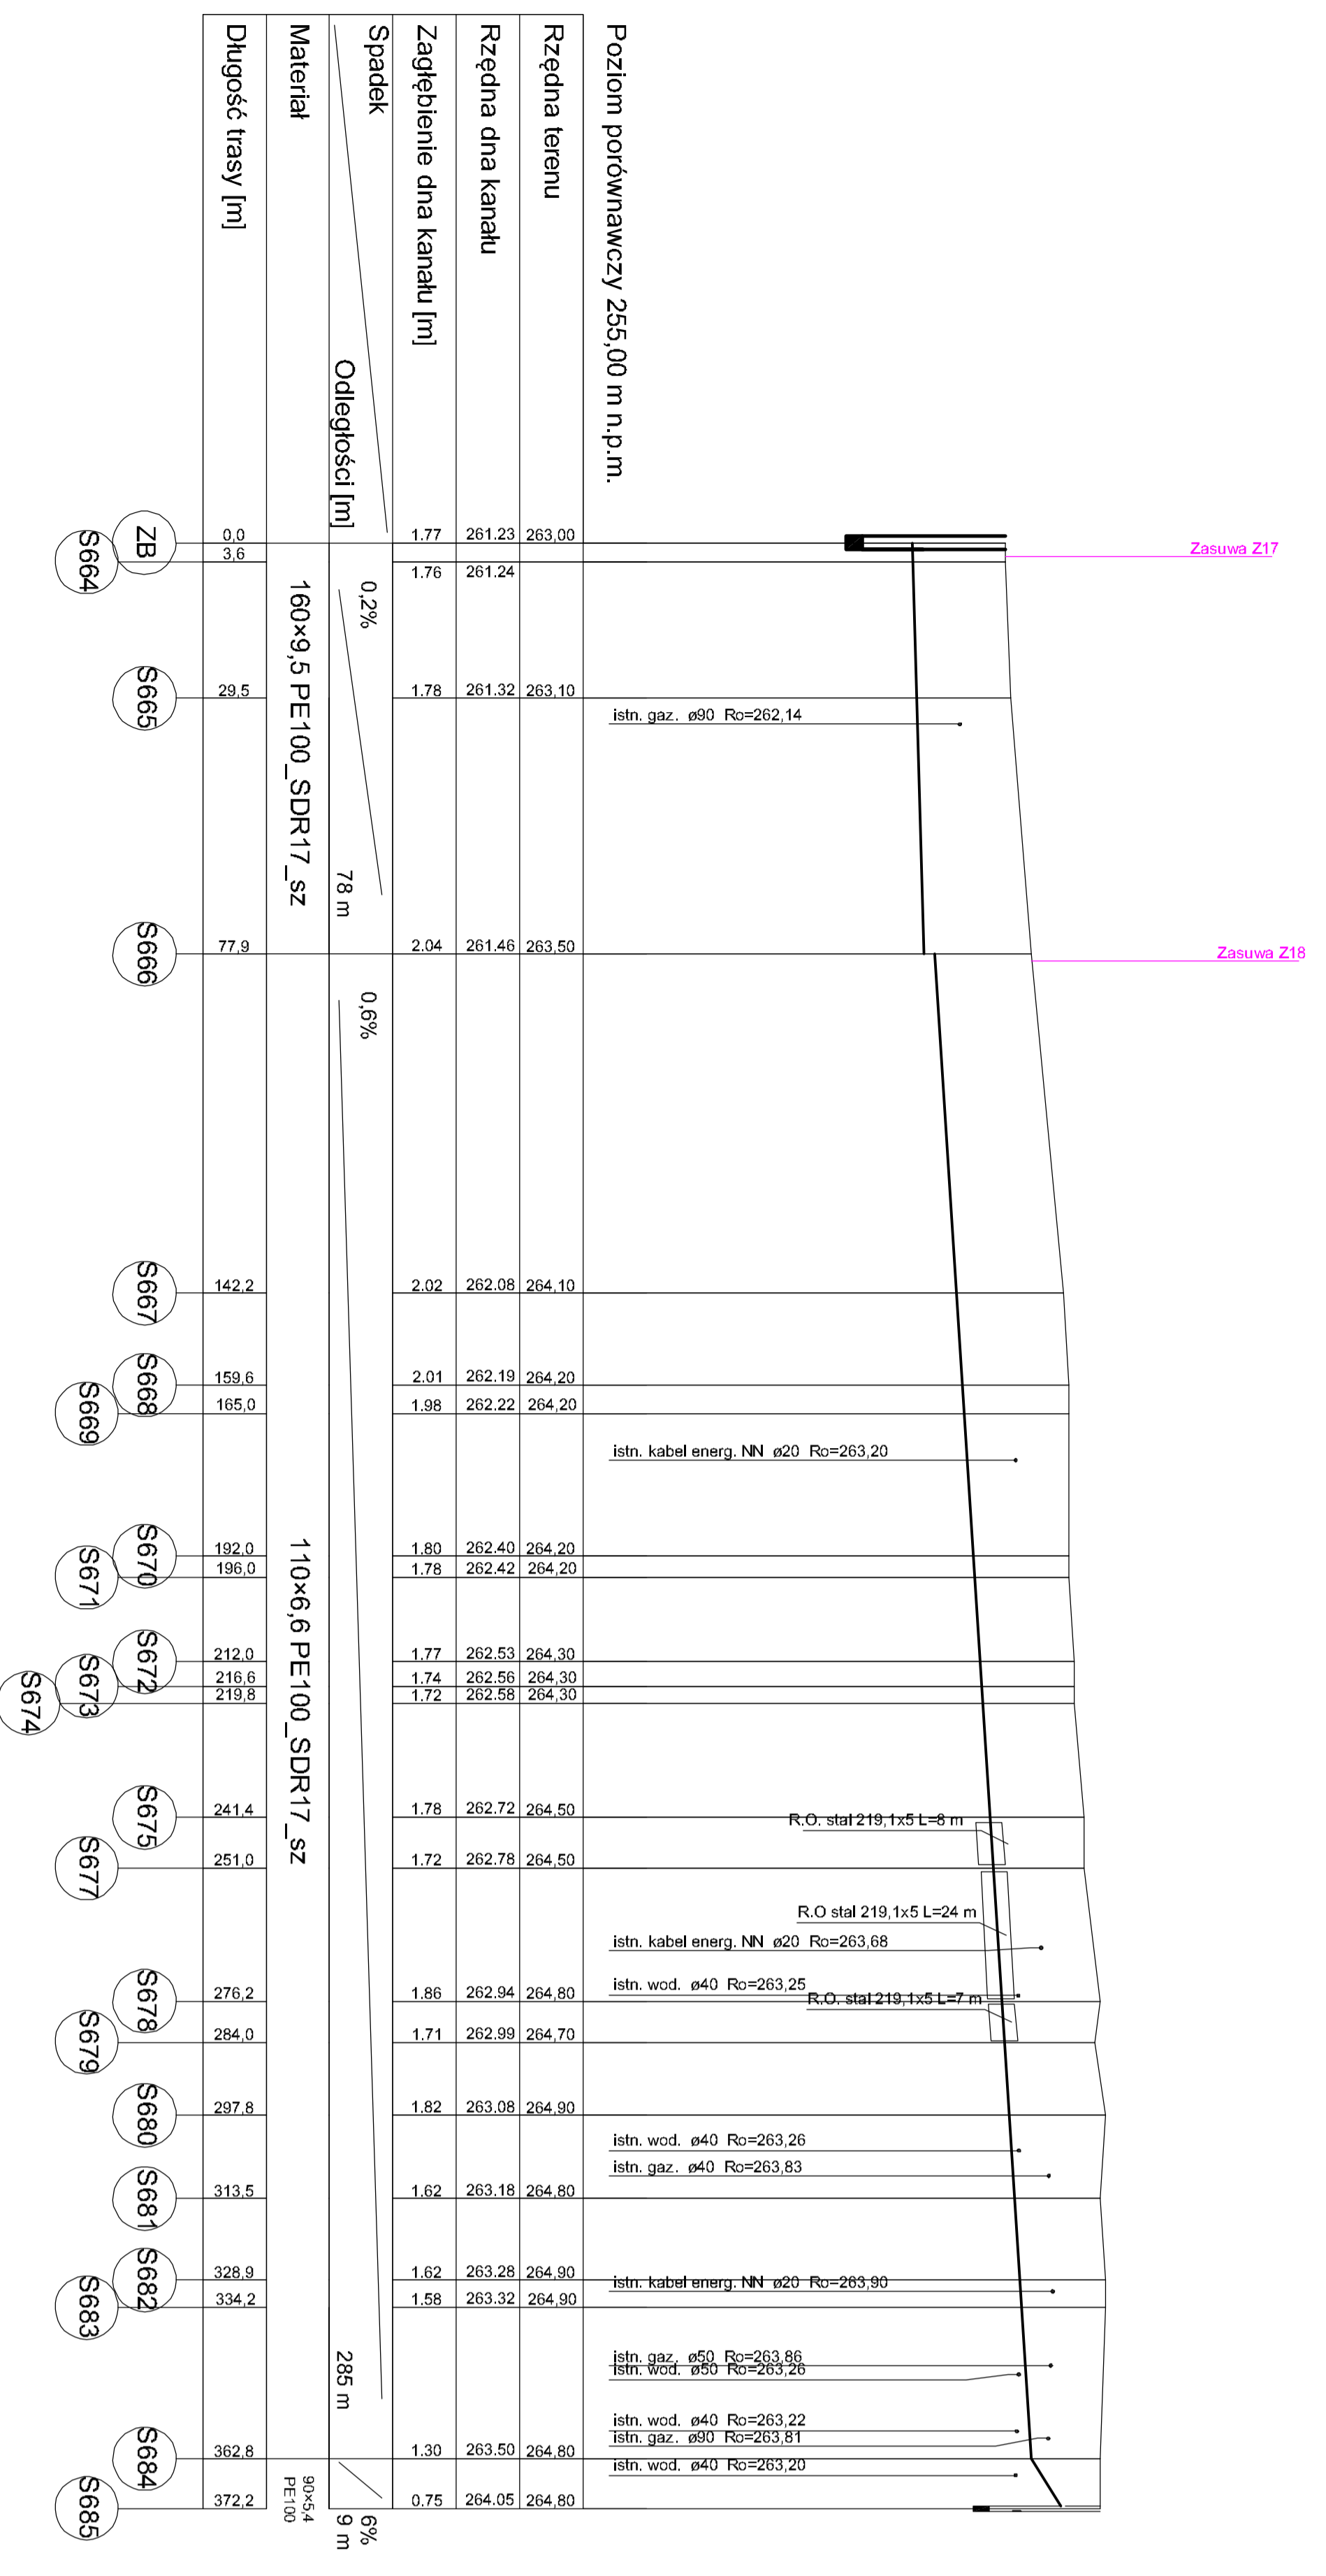 Poziom porównawczy 255,00 m n.p.m.
Rzędna terenu
Rzędna dna kanału
Zagłębienie dna kanału [m]
Spadek
Odległości [m]
Materiał
Długość trasy [m]
Zasuwa Z17
Zasuwa Z18
ZB 0,0 1.77 261.23 263,00
S664 3,6 1.76 261.24
S665 29,5 1.78 261.32 263,10
istn. gaz. ø90 Ro=262,14
S666 77,9 2.04 261.46 263,50
S667 142,2 2.02 262.08 264,10
S668 159,6 2.01 262.19 264,20
S669 165,0 1.98 262.22 264,20
istn. kabel energ. NN ø20 Ro=263,20
S670 192,0 1.80 262.40 264,20
S671 196,0 1.78 262.42 264,20
S672 212,0 1.77 262.53 264,30
S673 216,6 1.74 262.56 264,30
S674 219,8 1.72 262.58 264,30
S675 241,4 1.78 262.72 264,50
R.O. stal 219,1x5 L=8 m
S677 251,0 1.72 262.78 264,50
R.O stal 219,1x5 L=24 m
istn. kabel energ. NN ø20 Ro=263,68
istn. wod. ø40 Ro=263,25
S678 276,2 1.86 262.94 264,80
R.O. stal 219,1x5 L=7 m
S679 284,0 1.71 262.99 264,70
S680 297,8 1.82 263.08 264,90
istn. wod. ø40 Ro=263,26
istn. gaz. ø40 Ro=263,83
S681 313,5 1.62 263.18 264,80
S682 328,9 1.62 263.28 264,90
istn. kabel energ. NN ø20 Ro=263,90
S683 334,2 1.58 263.32 264,90
istn. gaz. ø50 Ro=263,86
istn. wod. ø50 Ro=263,26
istn. wod. ø40 Ro=263,22
istn. gaz. ø90 Ro=263,81
S684 362,8 1.30 263.50 264,80
istn. wod. ø40 Ro=263,20
S685 372,2 0.75 264.05 264,80
0,2%
78 m
0,6%
285 m
6%
9 m
160×9,5 PE100_SDR17_sz
110×6,6 PE100_SDR17_sz
90×5,4
PE100